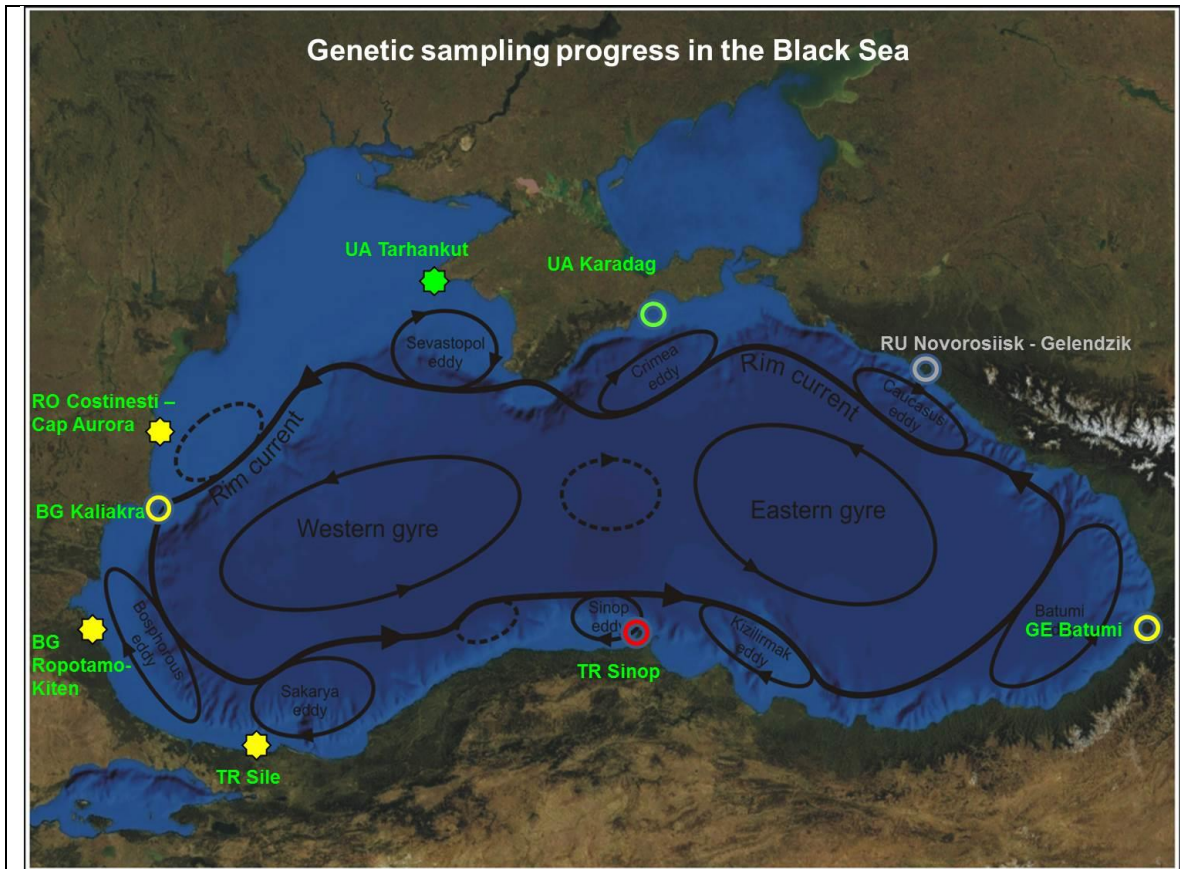 Genetic sampling progress in the Black Sea
UA Tarhankut
UA Karadag
Sevastopol
eddy
Crimea
eddy
Rim current
RU Novorosiisk - Gelendzik
Caucasus
eddy
RO Costinesti –
Cap Aurora
Rim current
BG Kaliakra
Western gyre
Eastern gyre
Bosphorous
eddy
BG
Ropotamo-
Kiten
Sakarya
eddy
TR Sile
Sinop
eddy
TR Sinop
Kizilirmak
eddy
Batumi
GE Batumi